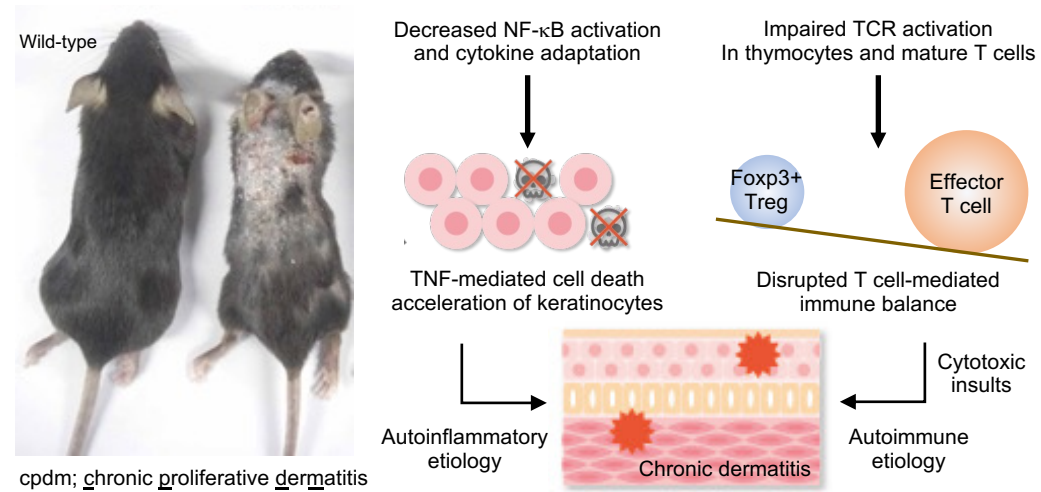 Wild-type
cpdm; chronic proliferative dermatitis
Decreased NF-κB activation
and cytokine adaptation
TNF-mediated cell death
acceleration of keratinocytes
Autoinflammatory
etiology
Impaired TCR activation
In thymocytes and mature T cells
Foxp3+
Treg
Effector
T cell
Disrupted T cell-mediated
immune balance
Cytotoxic
insults
Autoimmune
etiology
Chronic dermatitis